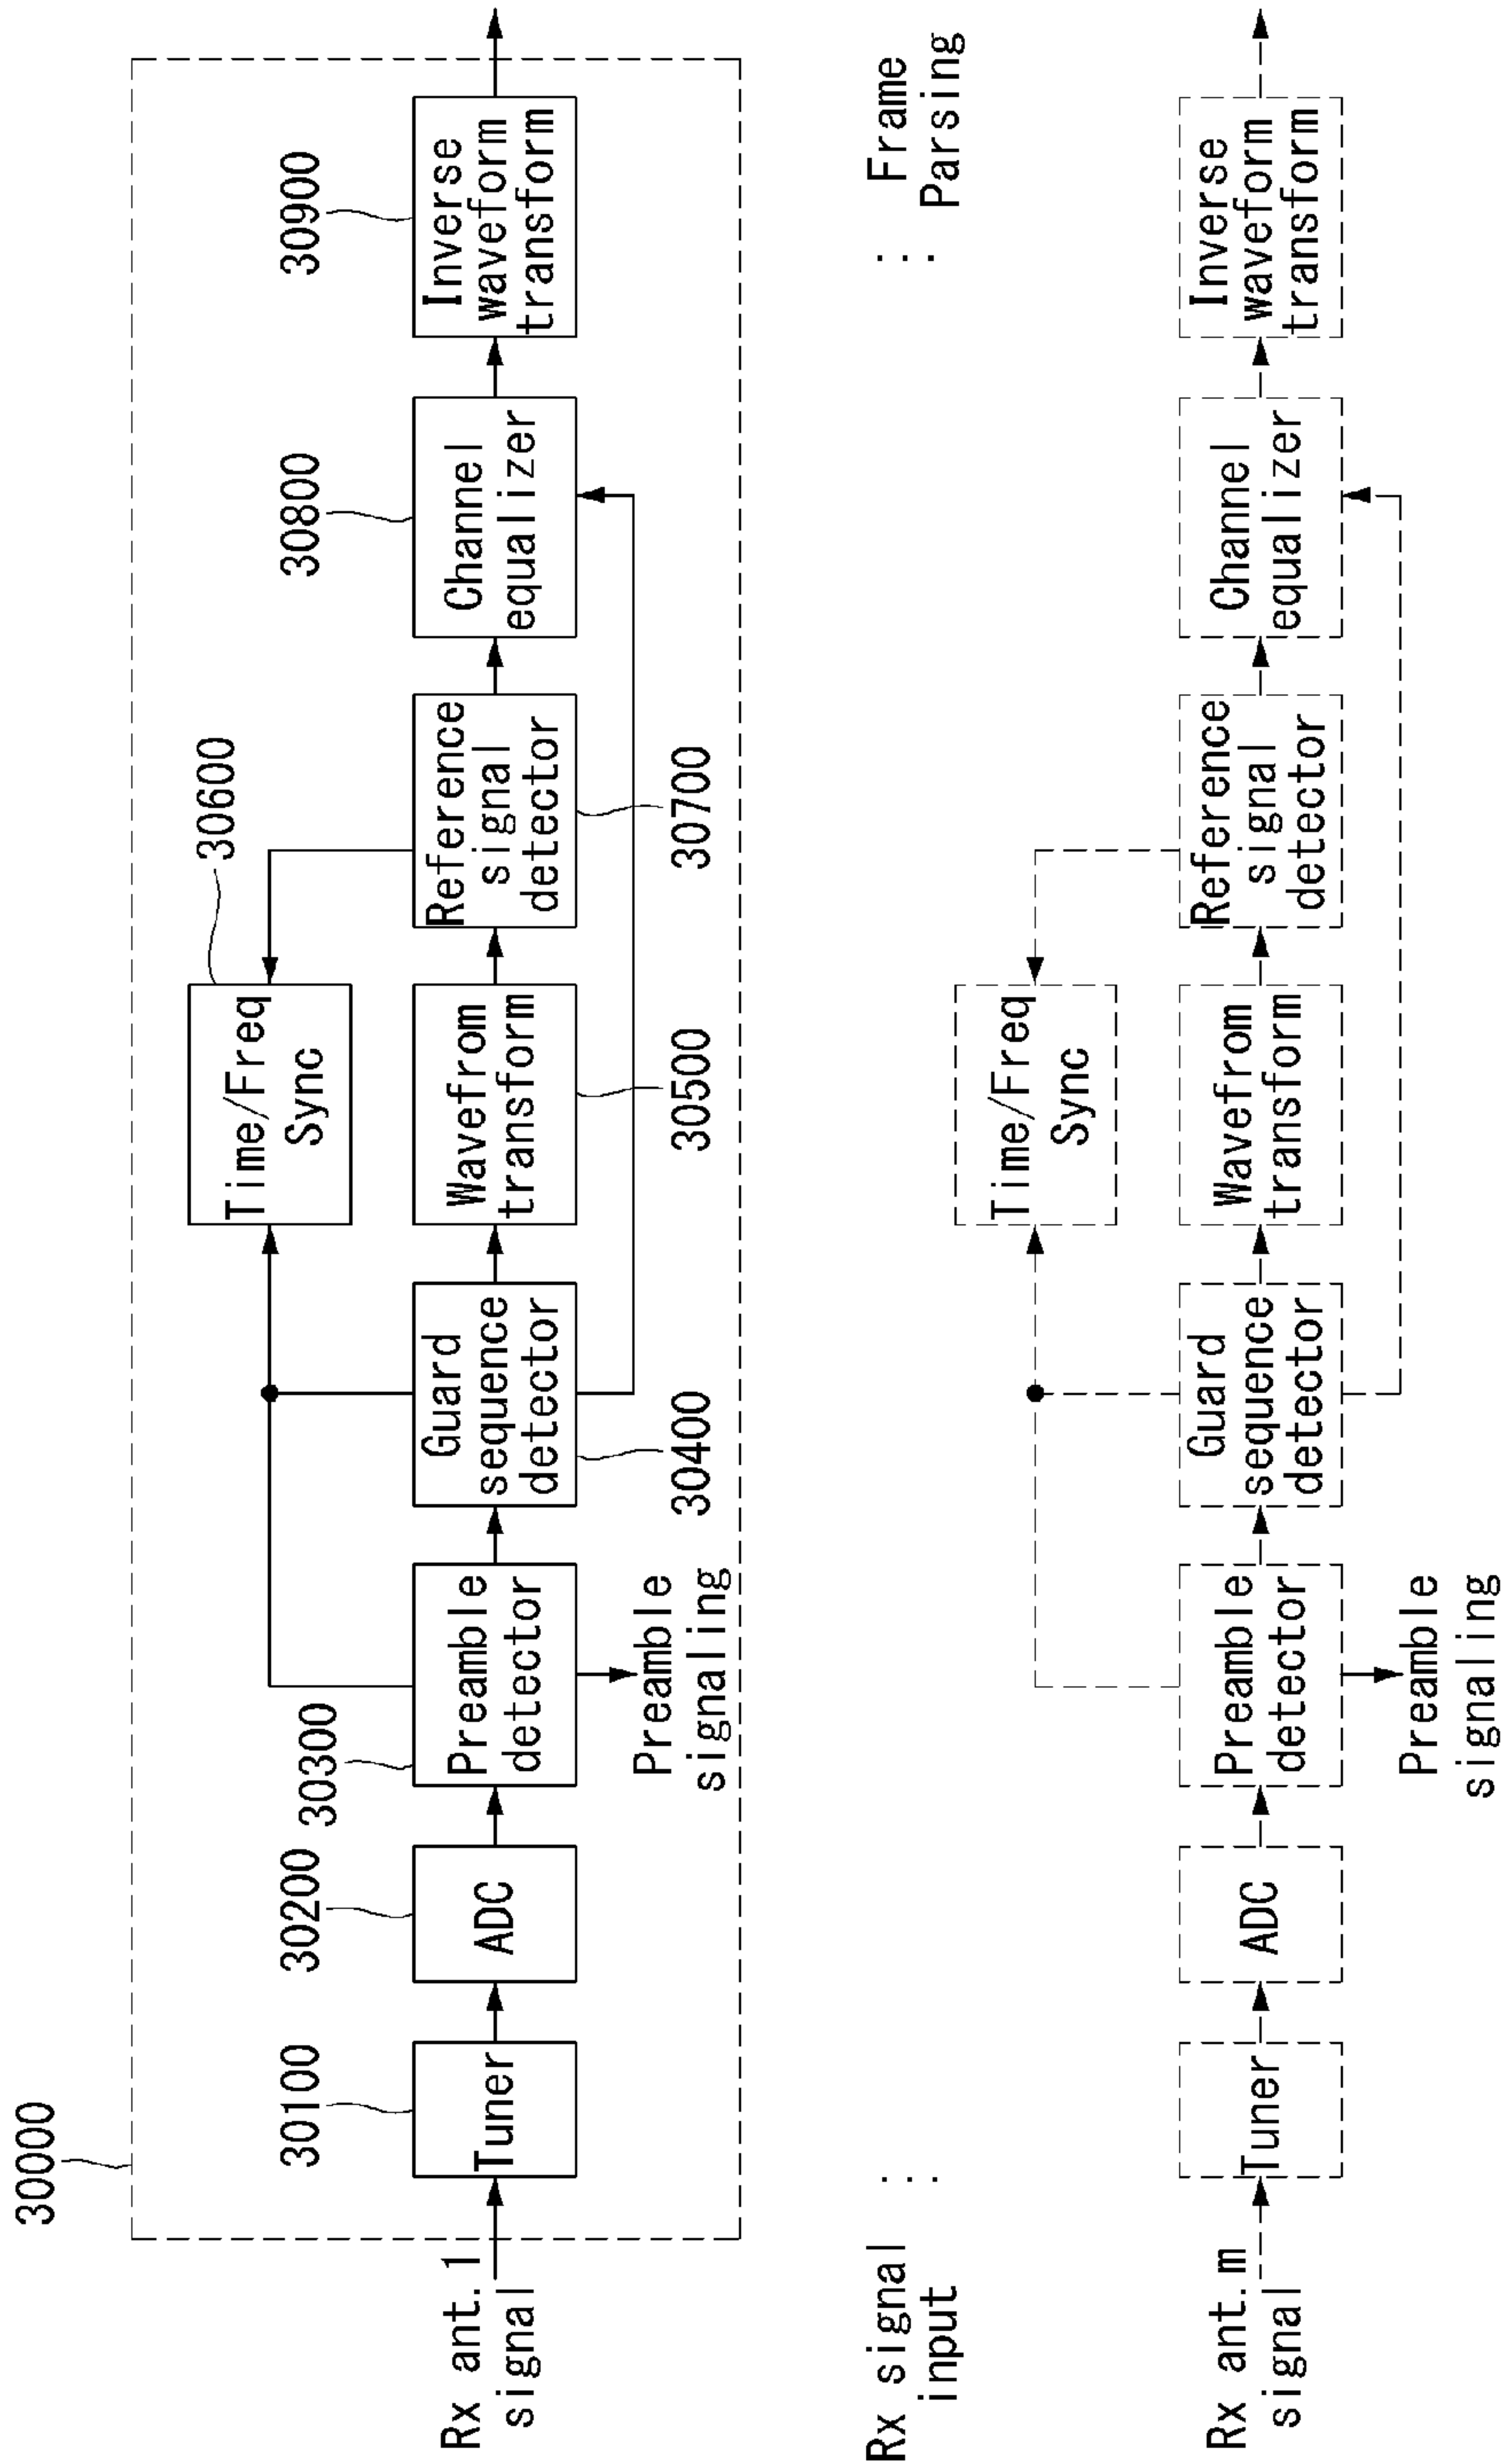 30000
Rx ant.1
signal
30100
Tuner
30200
ADC
30300
Preamble
detector
Preamble
signaling
30400
Guard
sequence
detector
30500
Wavefrom
transform
30600
Time/Freq
Sync
30700
Reference
signal
detector
30800
Channel
equalizer
30900
Inverse
waveform
transform
Rx signal
input
Frame
Parsing
Rx ant.m
signal
Tuner
ADC
Preamble
detector
Preamble
signaling
Guard
sequence
detector
Wavefrom
transform
Time/Freq
Sync
Reference
signal
detector
Channel
equalizer
Inverse
waveform
transform